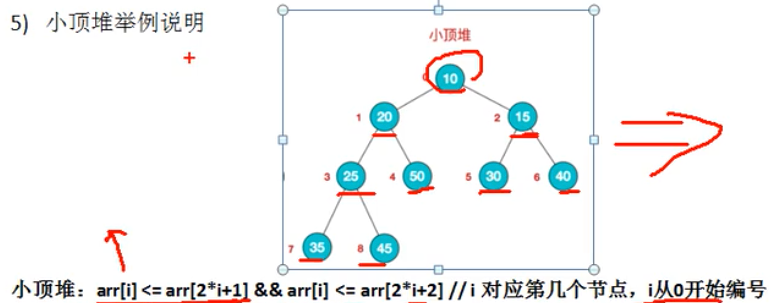 5) 小顶堆举例说明
小顶堆
10
1 20 2 15
3 25 4 50 5 30 6 40
7 35 8 45
小顶堆：arr[i] <= arr[2*i+1] && arr[i] <= arr[2*i+2] // i 对应第几个节点，i从0开始编号